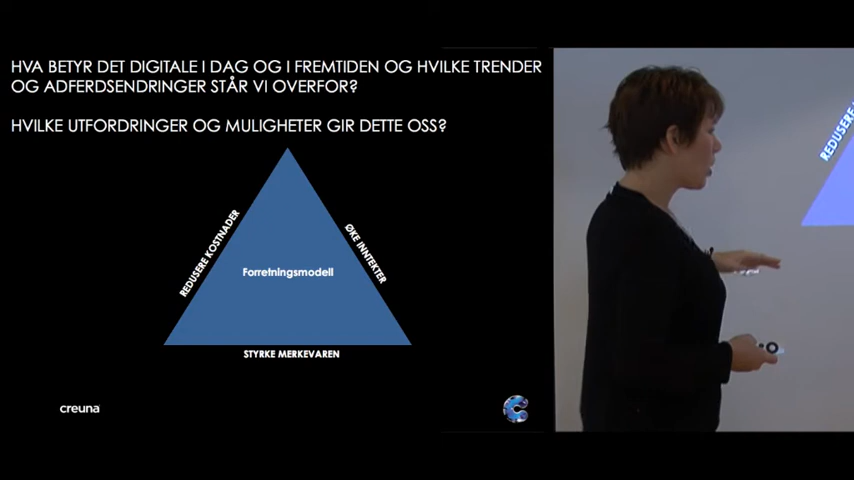 HVA BETYR DET DIGITALE I DAG OG I FREMTIDEN OG HVILKE TRENDER
OG ADFERDSENDRINGER STÅR VI OVERFOR?
HVILKE UTFORDRINGER OG MULIGHETER GIR DETTE OSS?
REDUSERE KOSTNADER
ØKE INNTEKTER
Forretningsmodell
STYRKE MERKEVAREN
creuna
REDUSERE